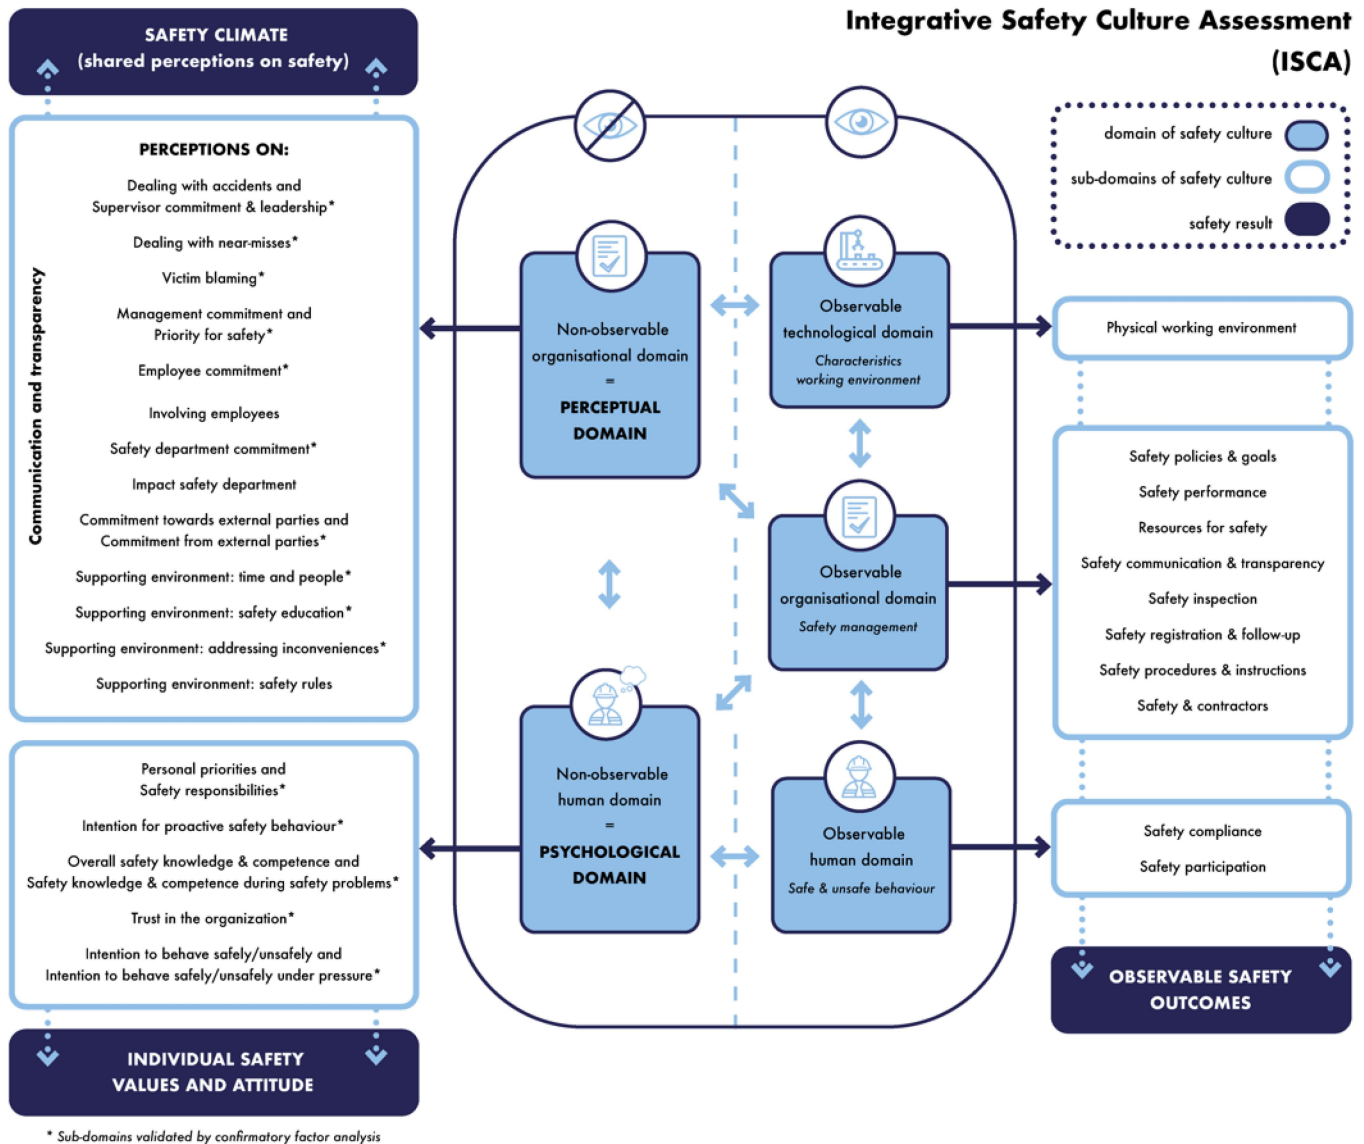 Integrative Safety Culture Assessment
(ISCA)
SAFETY CLIMATE
(shared perceptions on safety)
Communication and transparency
PERCEPTIONS ON:
Dealing with accidents and
Supervisor commitment & leadership*
Dealing with near-misses*
Victim blaming*
Management commitment and
Priority for safety*
Employee commitment*
Involving employees
Safety department commitment*
Impact safety department
Commitment towards external parties and
Commitment from external parties*
Supporting environment: time and people*
Supporting environment: safety education*
Supporting environment: addressing inconveniences*
Supporting environment: safety rules
Personal priorities and
Safety responsibilities*
Intention for proactive safety behaviour*
Overall safety knowledge & competence and
Safety knowledge & competence during safety problems*
Trust in the organization*
Intention to behave safely/unsafely and
Intention to behave safely/unsafely under pressure*
INDIVIDUAL SAFETY
VALUES AND ATTITUDE
* Sub-domains validated by confirmatory factor analysis
Non-observable
organisational domain
=
PERCEPTUAL
DOMAIN
Non-observable
human domain
=
PSYCHOLOGICAL
DOMAIN
Observable
technological domain
Characteristics
working environment
Observable
organisational domain
Safety management
Observable
human domain
Safe & unsafe behaviour
domain of safety culture
sub-domains of safety culture
safety result
Physical working environment
Safety policies & goals
Safety performance
Resources for safety
Safety communication & transparency
Safety inspection
Safety registration & follow-up
Safety procedures & instructions
Safety & contractors
Safety compliance
Safety participation
OBSERVABLE SAFETY
OUTCOMES